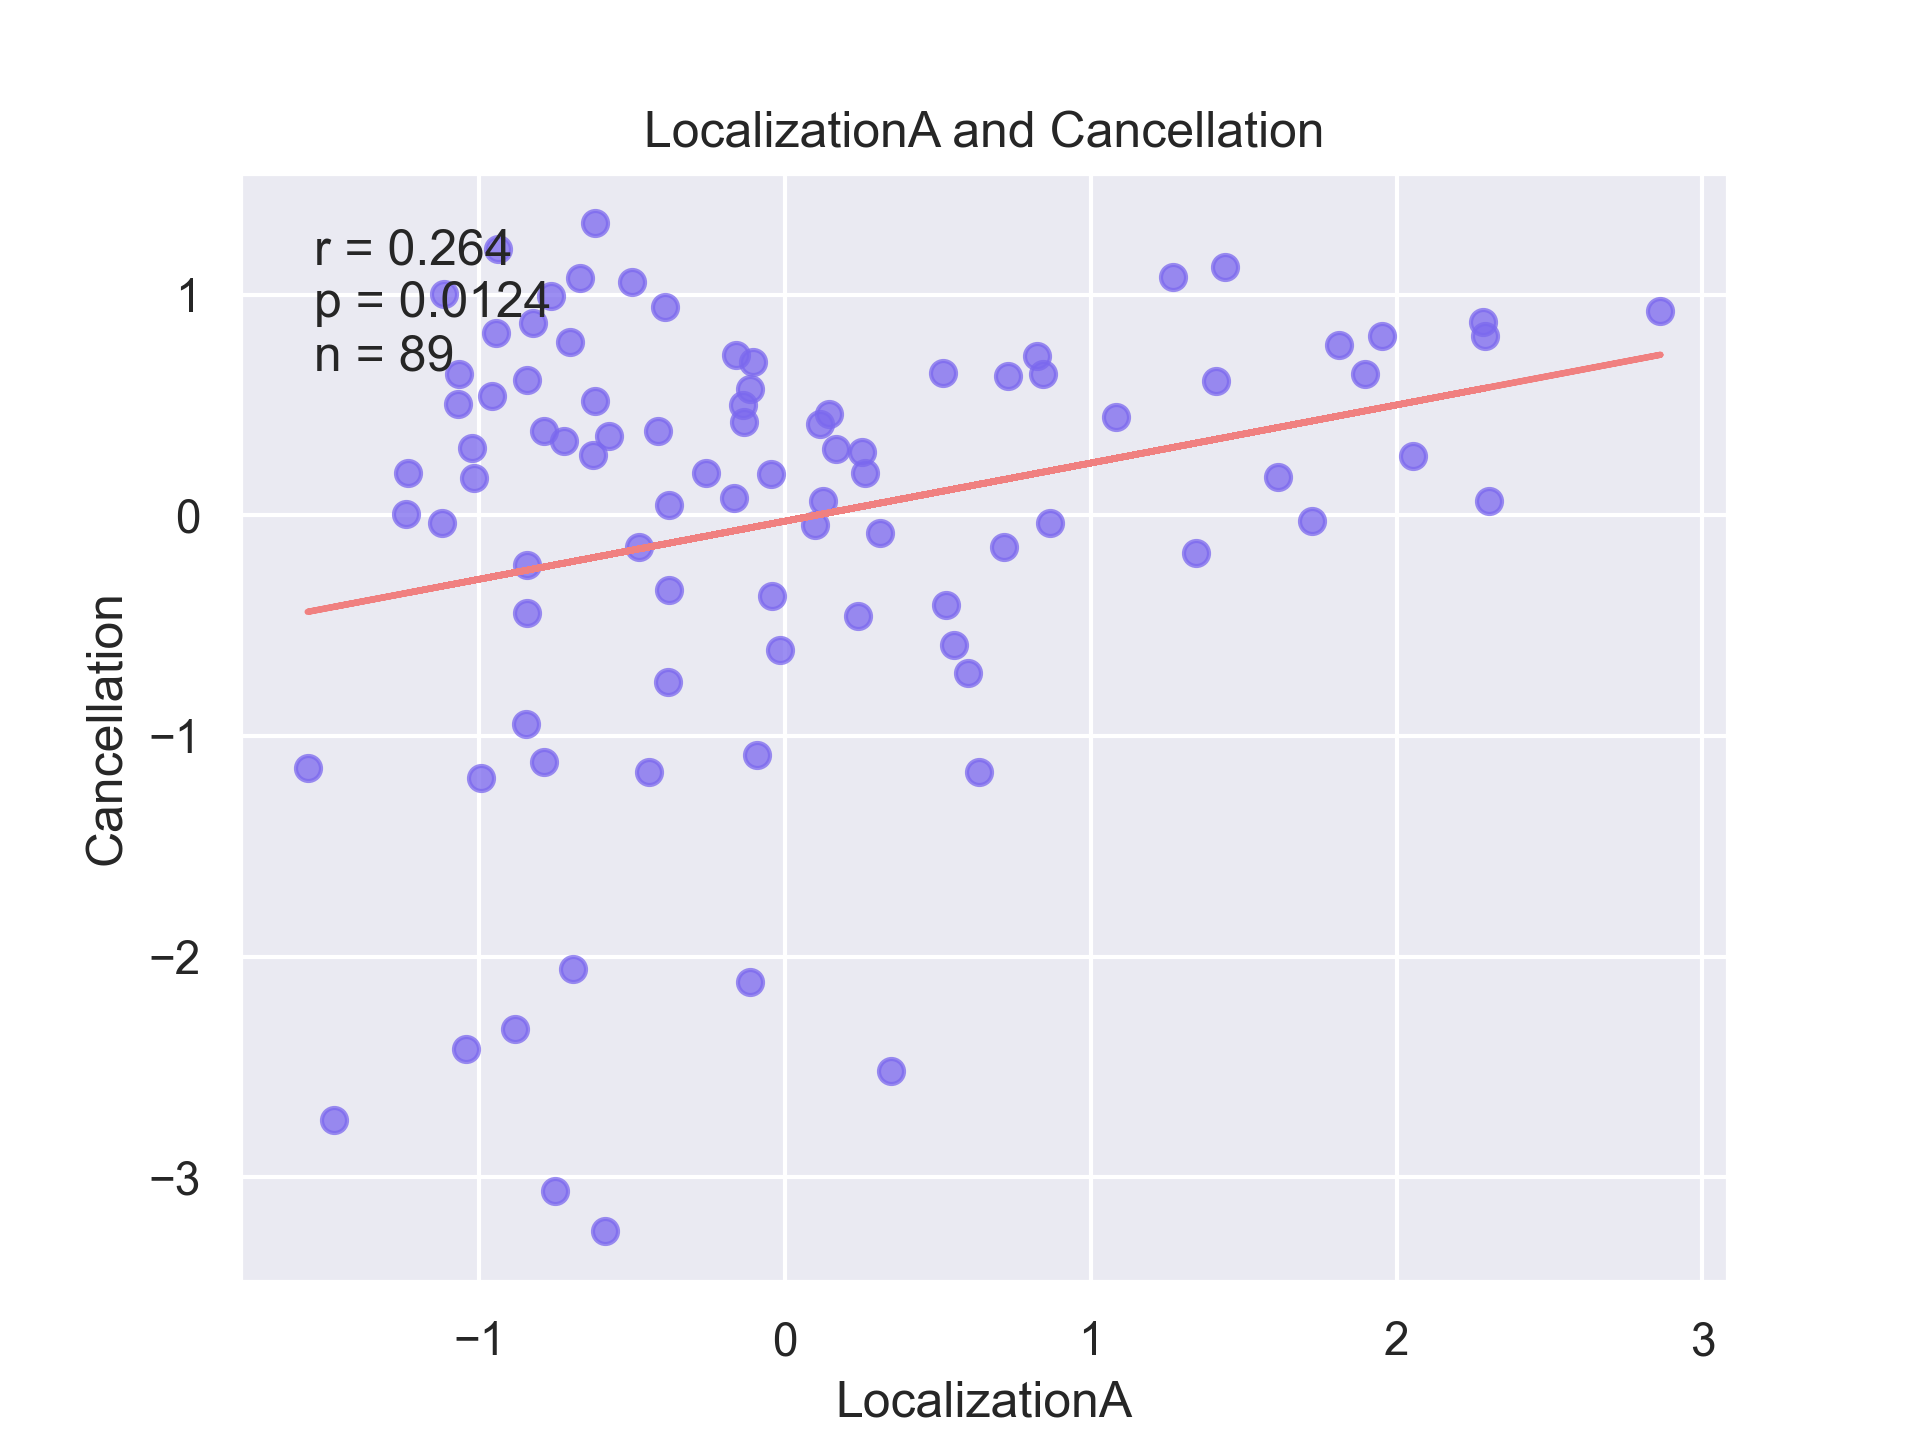 LocalizationA and Cancellation
r = 0.264
p = 0.0124
n = 89
1
0
−1
−2
−3
Cancellation
−1
0
1
2
3
LocalizationA